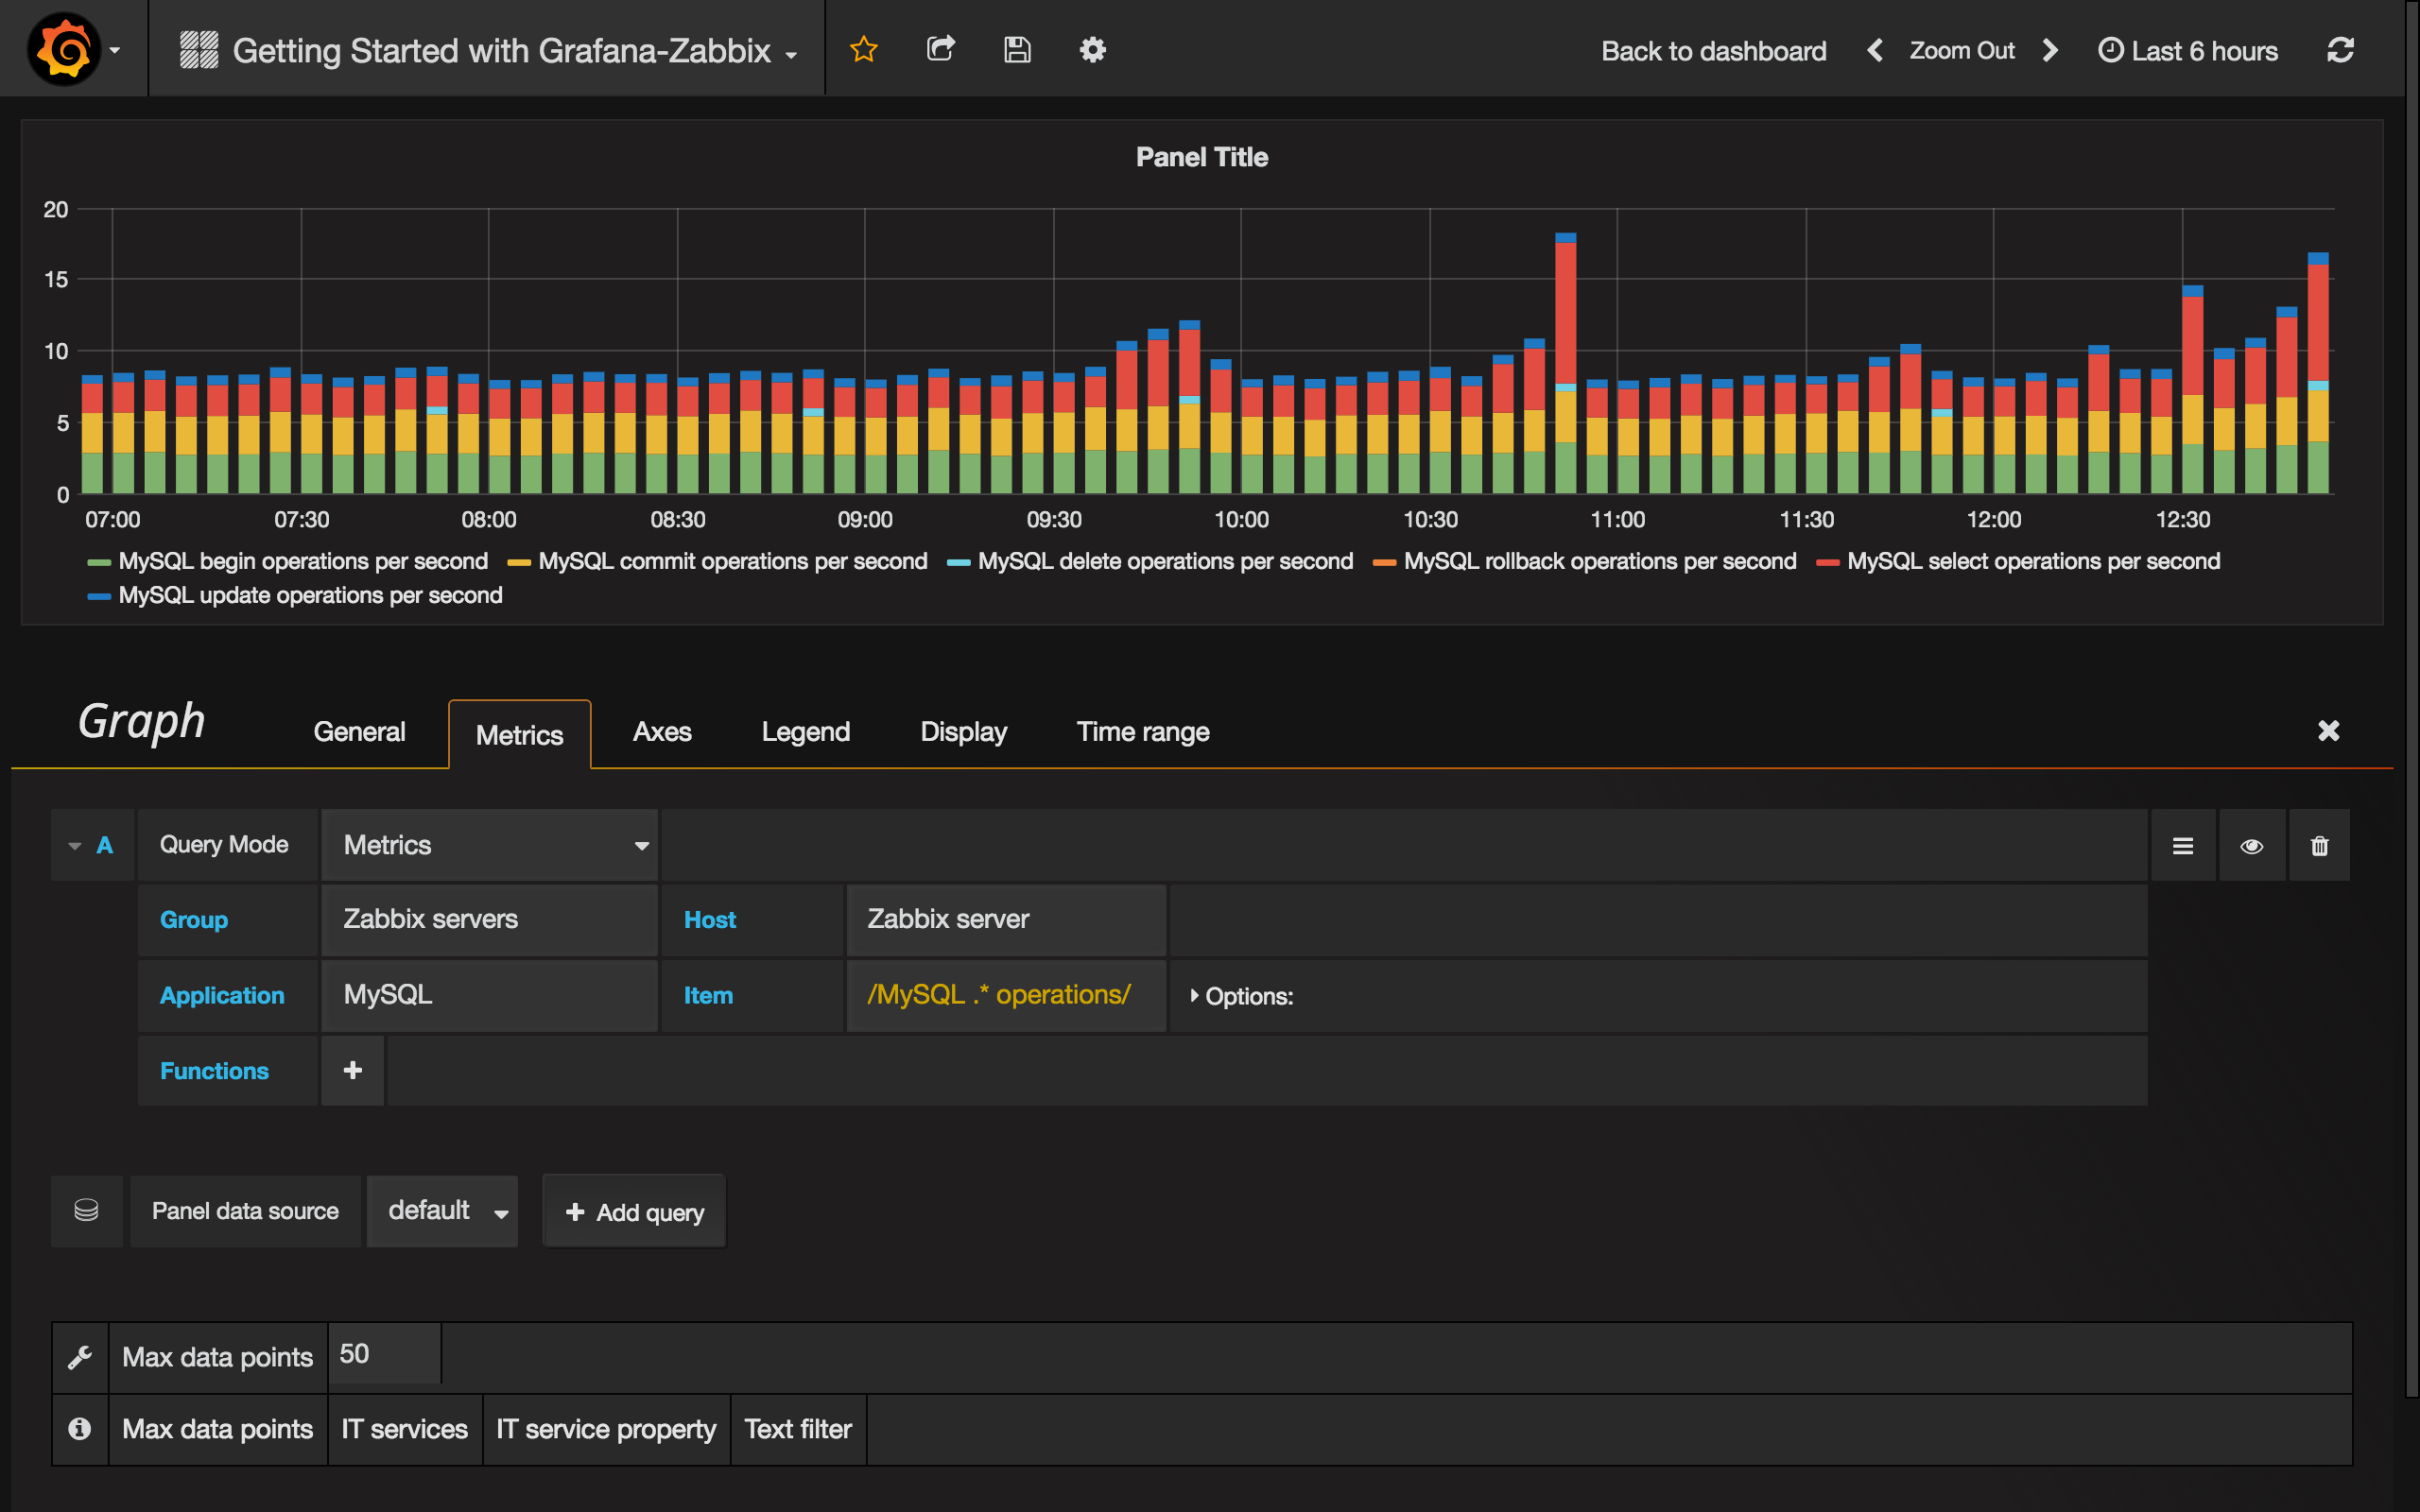 Getting Started with Grafana-Zabbix Back to dashboard Zoom Out Last 6 hours
Panel Title
20
15
10
5
0
07:00 07:30 08:00 08:30 09:00 09:30 10:00 10:30 11:00 11:30 12:00 12:30
MySQL begin operations per second MySQL commit operations per second MySQL delete operations per second MySQL rollback operations per second MySQL select operations per second
MySQL update operations per second
Graph General Metrics Axes Legend Display Time range
A Query Mode Metrics
Group Zabbix servers Host Zabbix server
Application MySQL Item /MySQL .* operations/ Options:
Functions
Panel data source default Add query
Max data points 50
Max data points IT services IT service property Text filter